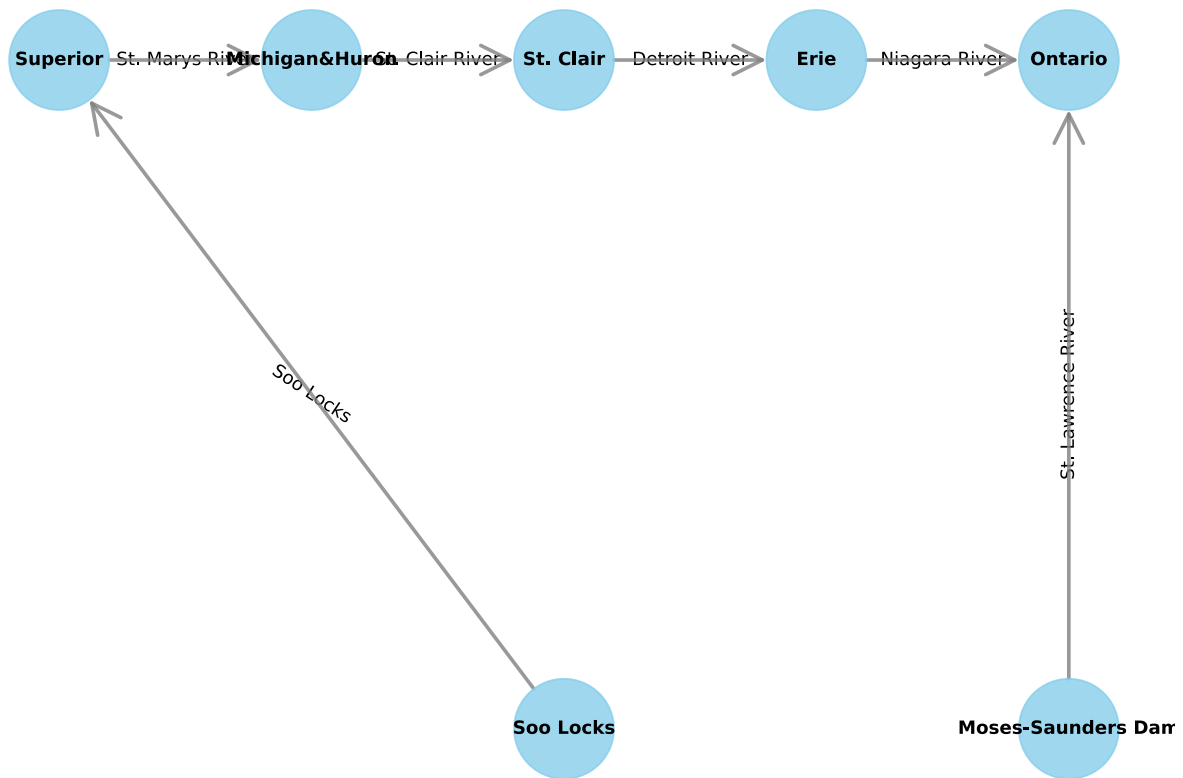 Superior
St. Marys River
Michigan&Huron
St. Clair River
St. Clair
Detroit River
Erie
Niagara River
Ontario
Soo Locks
St. Lawrence River
Soo Locks
Moses-Saunders Dam